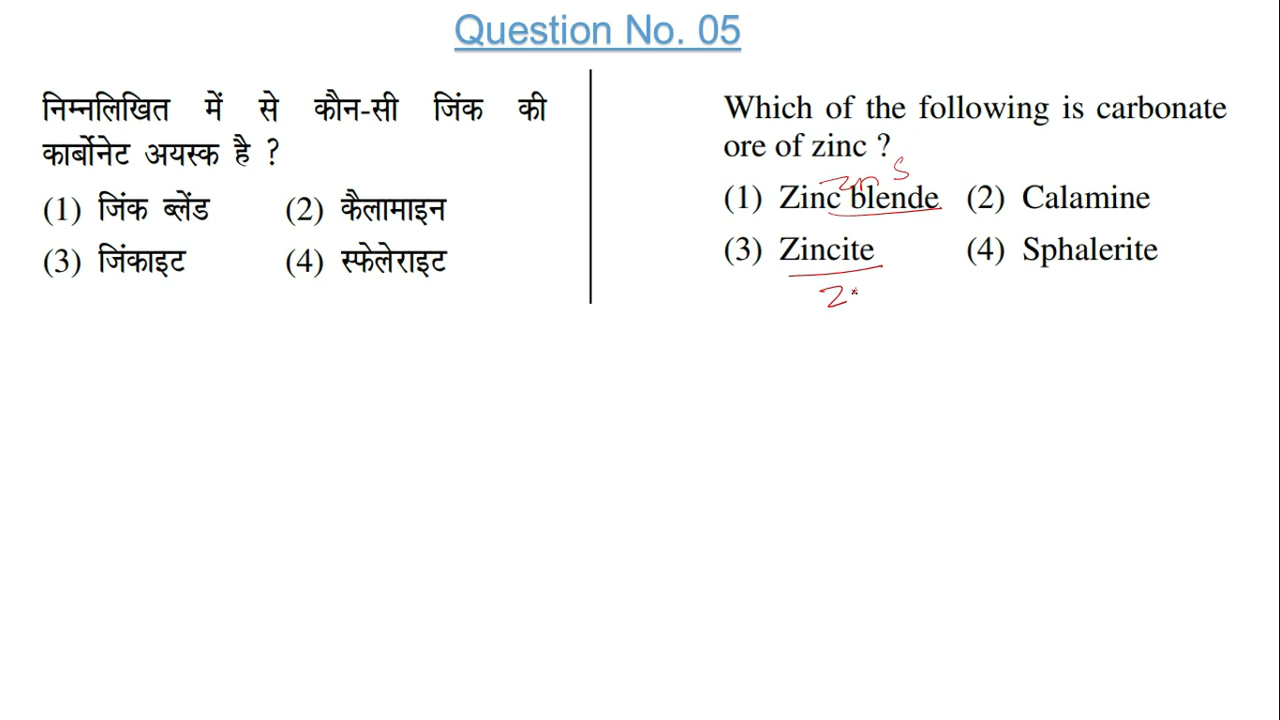 Question No. 05
निम्नलिखित में से कौन-सी जिंक की
कार्बोनेट अयस्क है ?
(1) जिंक ब्लेंड (2) कैलामाइन
(3) जिंकाइट (4) स्फेलेराइट
Which of the following is carbonate
ore of zinc ?
ZnS
(1) Zinc blende (2) Calamine
(3) Zincite (4) Sphalerite
Z